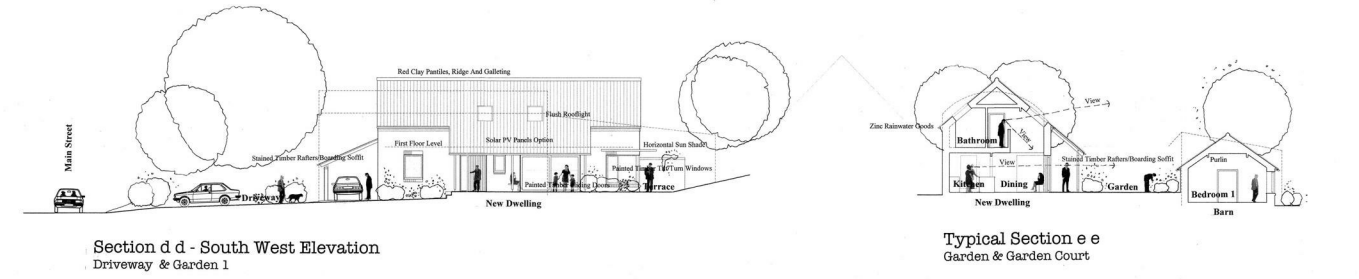 Main Street
Red Clay Pantiles, Ridge And Galleting
Flush Rooflight
Solar PV Panels Option
First Floor Level
Horizontal Sun Shade
Stained Timber Rafters/Boarding Soffit
Painted Timber Tilt/Turn Windows
Painted Timber Sliding Doors
Terrace
Driveway
New Dwelling
Section d d - South West Elevation
Driveway & Garden 1
View
Zinc Rainwater Goods
Bathroom
View
View
Stained Timber Rafters/Boarding Soffit
Purlin
Kitchen
Dining
Garden
Bedroom 1
New Dwelling
Barn
Typical Section e e
Garden & Garden Court